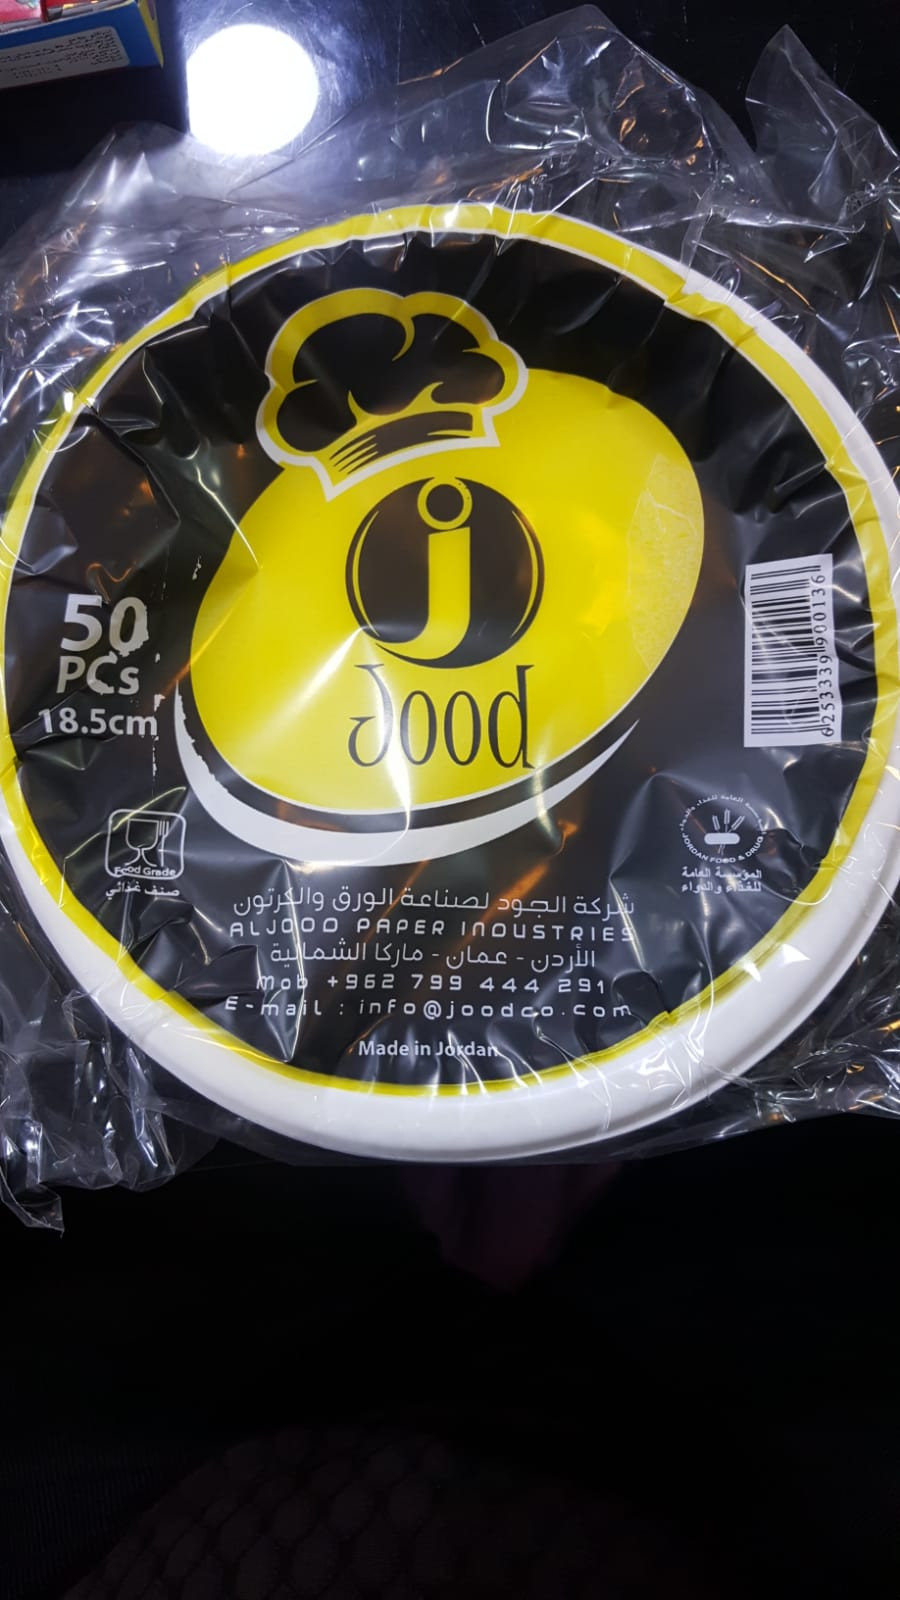 j
Jood
50
PCs
18.5cm
6253339900136
Food Grade
صنف غذائي
JORDAN FOOD & DRUG
المؤسسة العامة
للغذاء والدواء
شركة الجود لصناعة الورق والكرتون
ALJOOD PAPER INDUSTRIES
الأردن - عمان - ماركا الشمالية
Mob +962 799 444 291
E-mail : info@joodco.com
Made in Jordan